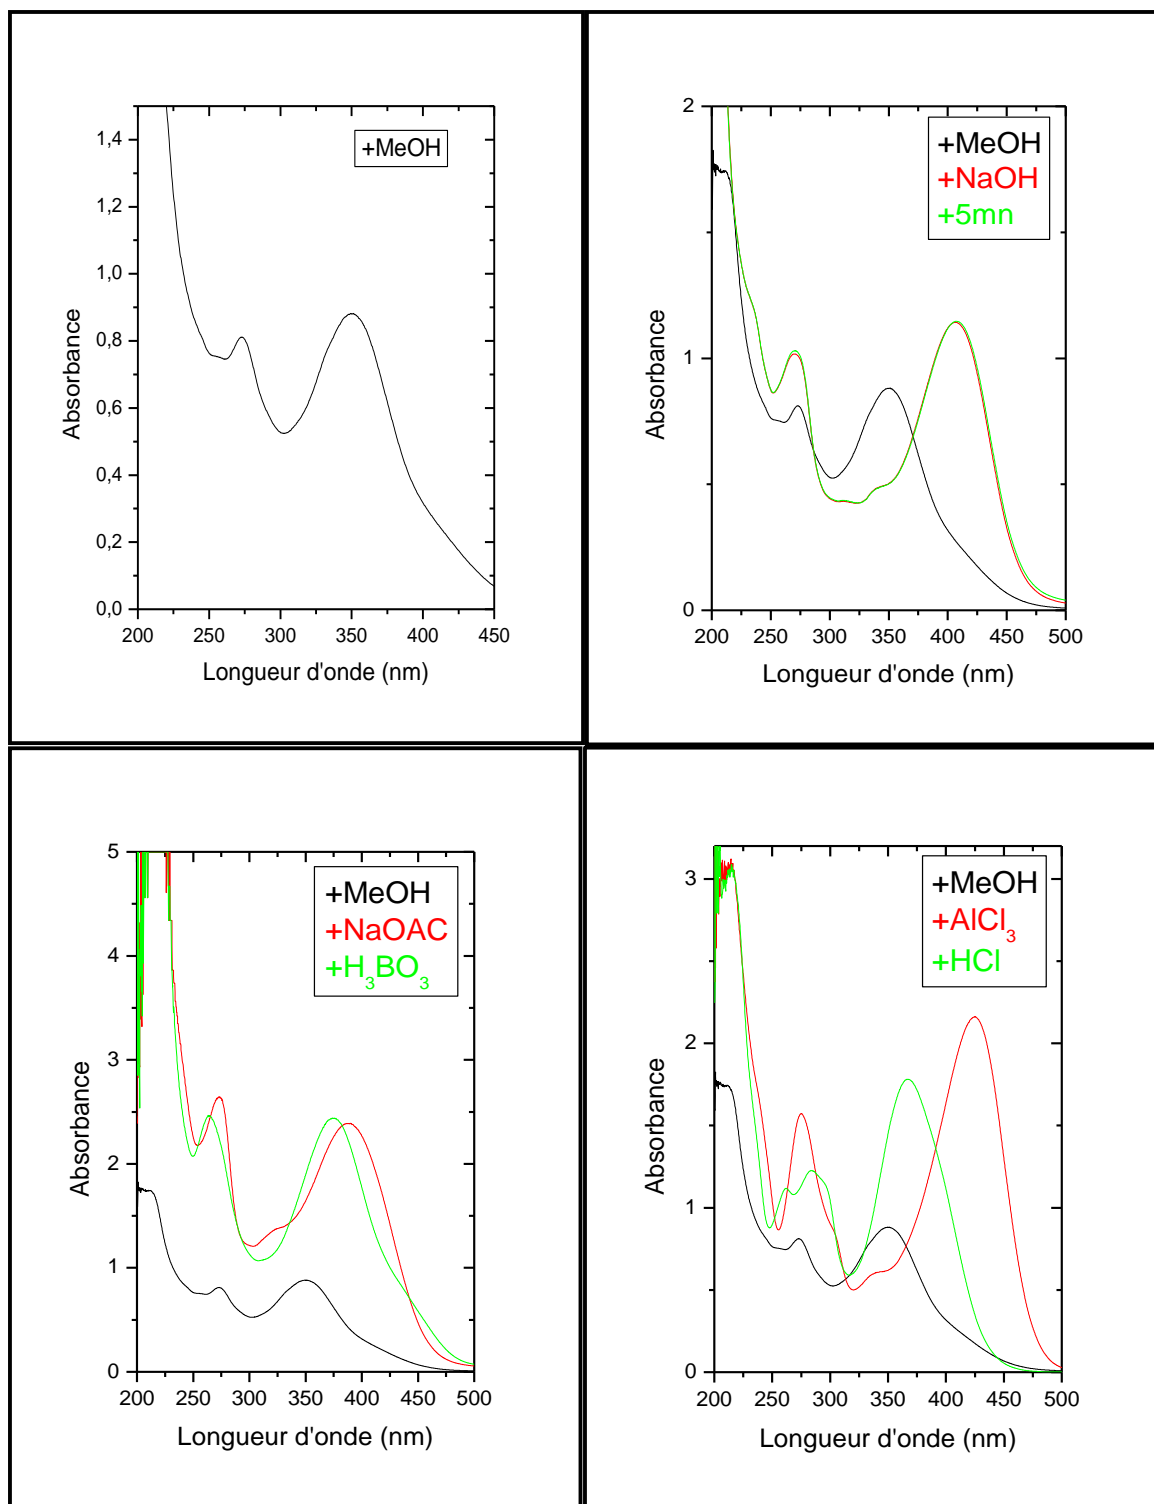 +MeOH
1,4
1,2
1,0
0,8
0,6
0,4
0,2
0,0
200 250 300 350 400 450
Absorbance
Longueur d'onde (nm)
+MeOH
+NaOH
+5mn
2
1
0
200 250 300 350 400 450 500
Absorbance
Longueur d'onde (nm)
+MeOH
+NaOAC
+H₃BO₃
5
4
3
2
1
0
200 250 300 350 400 450 500
Absorbance
Longueur d'onde (nm)
+MeOH
+AlCl₃
+HCl
3
2
1
0
200 250 300 350 400 450 500
Absorbance
Longueur d'onde (nm)